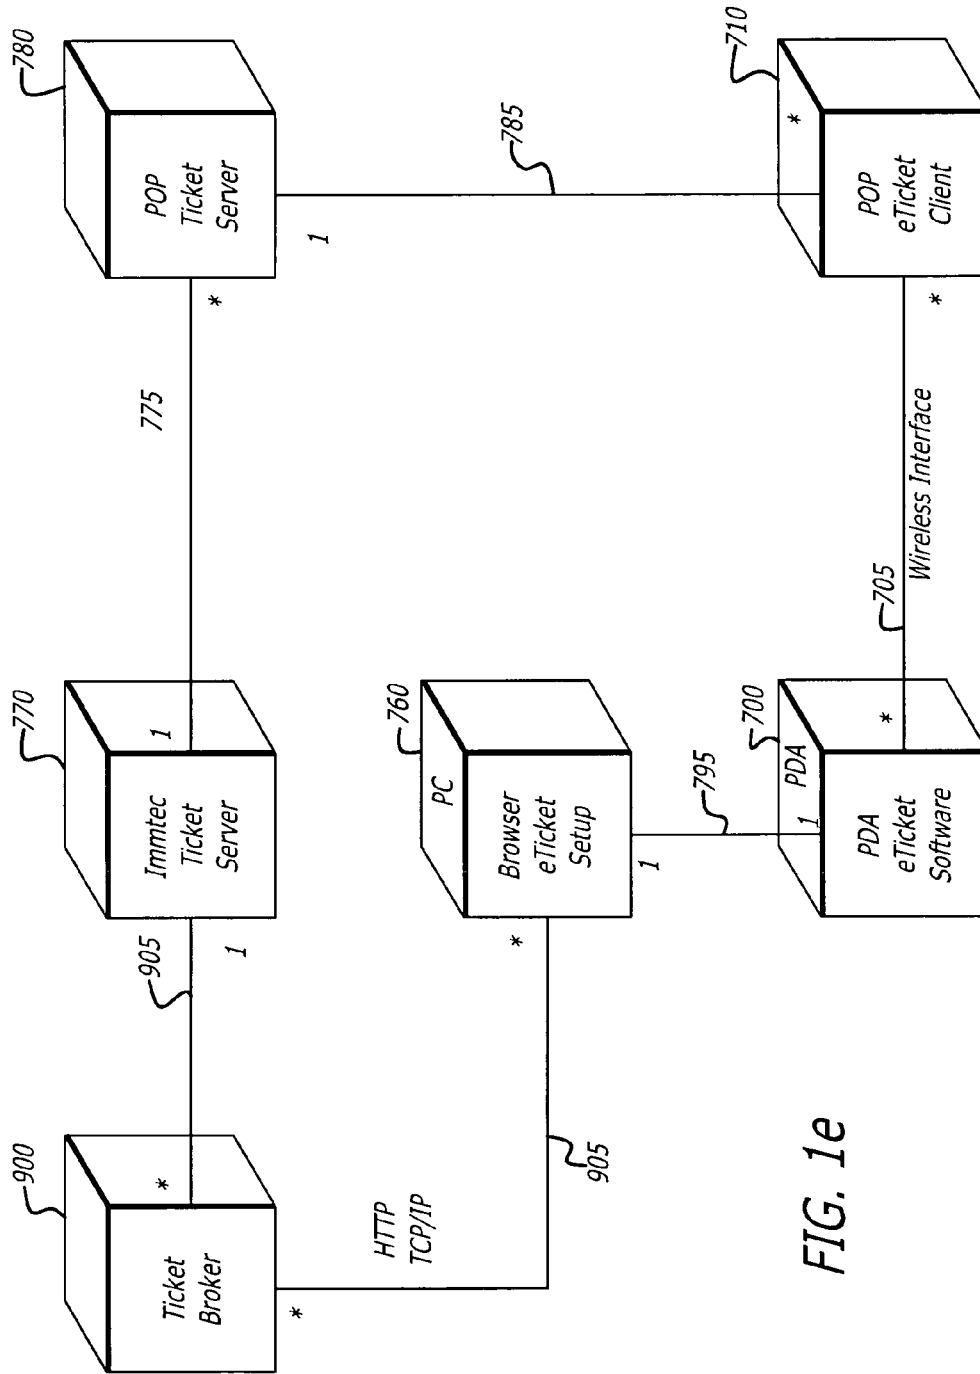 900
770
780
Ticket
Broker
*
905
1
Immtec
Ticket
Server
1
775
*
POP
Ticket
Server
1
*
HTTP
TCP/IP
905
*
760
PC
Browser
eTicket
Setup
1
795
785
FIG. 1e
700
PDA
1
PDA
eTicket
Software
*
705
Wireless Interface
*
710
*
POP
eTicket
Client